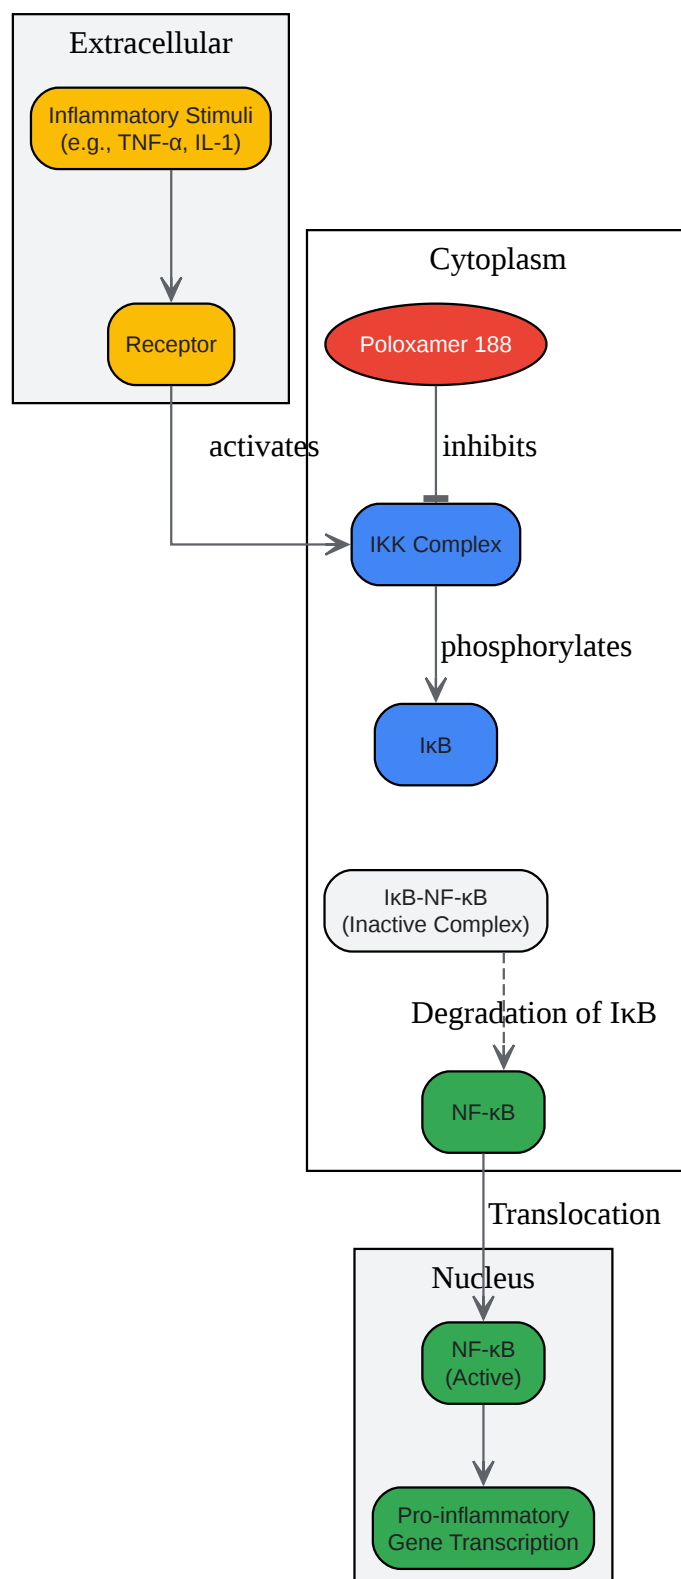 Extracellular
Inflammatory Stimuli
(e.g., TNF-α, IL-1)
Receptor
activates
Cytoplasm
Poloxamer 188
inhibits
IKK Complex
phosphorylates
IκB
IκB-NF-κB
(Inactive Complex)
Degradation of IκB
NF-κB
Translocation
Nucleus
NF-κB
(Active)
Pro-inflammatory
Gene Transcription